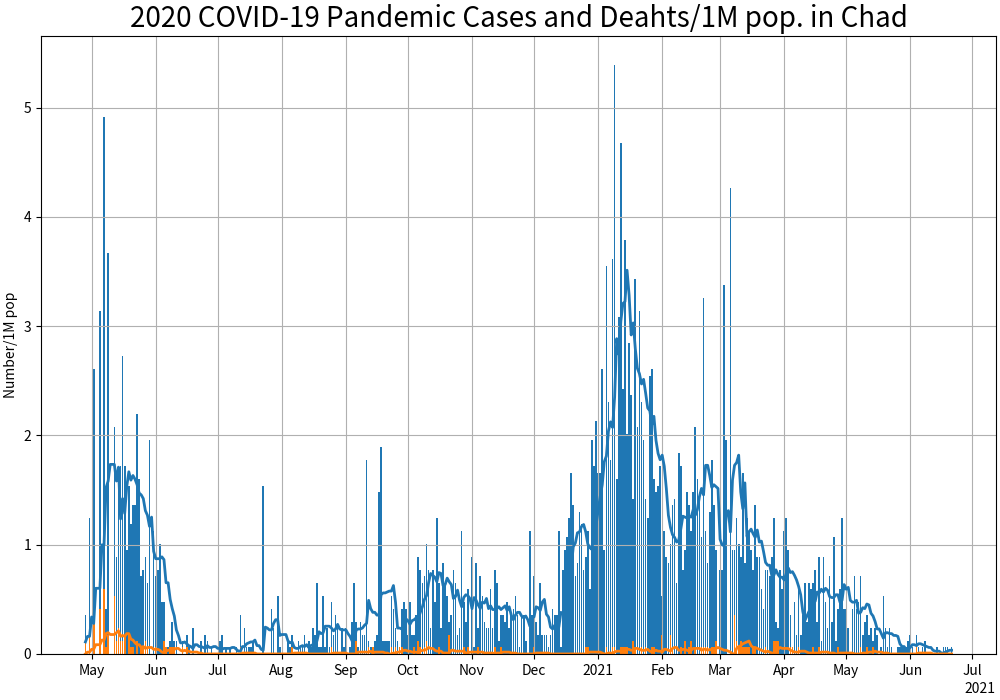 2020 COVID-19 Pandemic Cases and Deahts/1M pop. in Chad
Number/1M pop
5
4
3
2
1
0
May Jun Jul Aug Sep Oct Nov Dec 2021 Feb Mar Apr May Jun Jul
2021